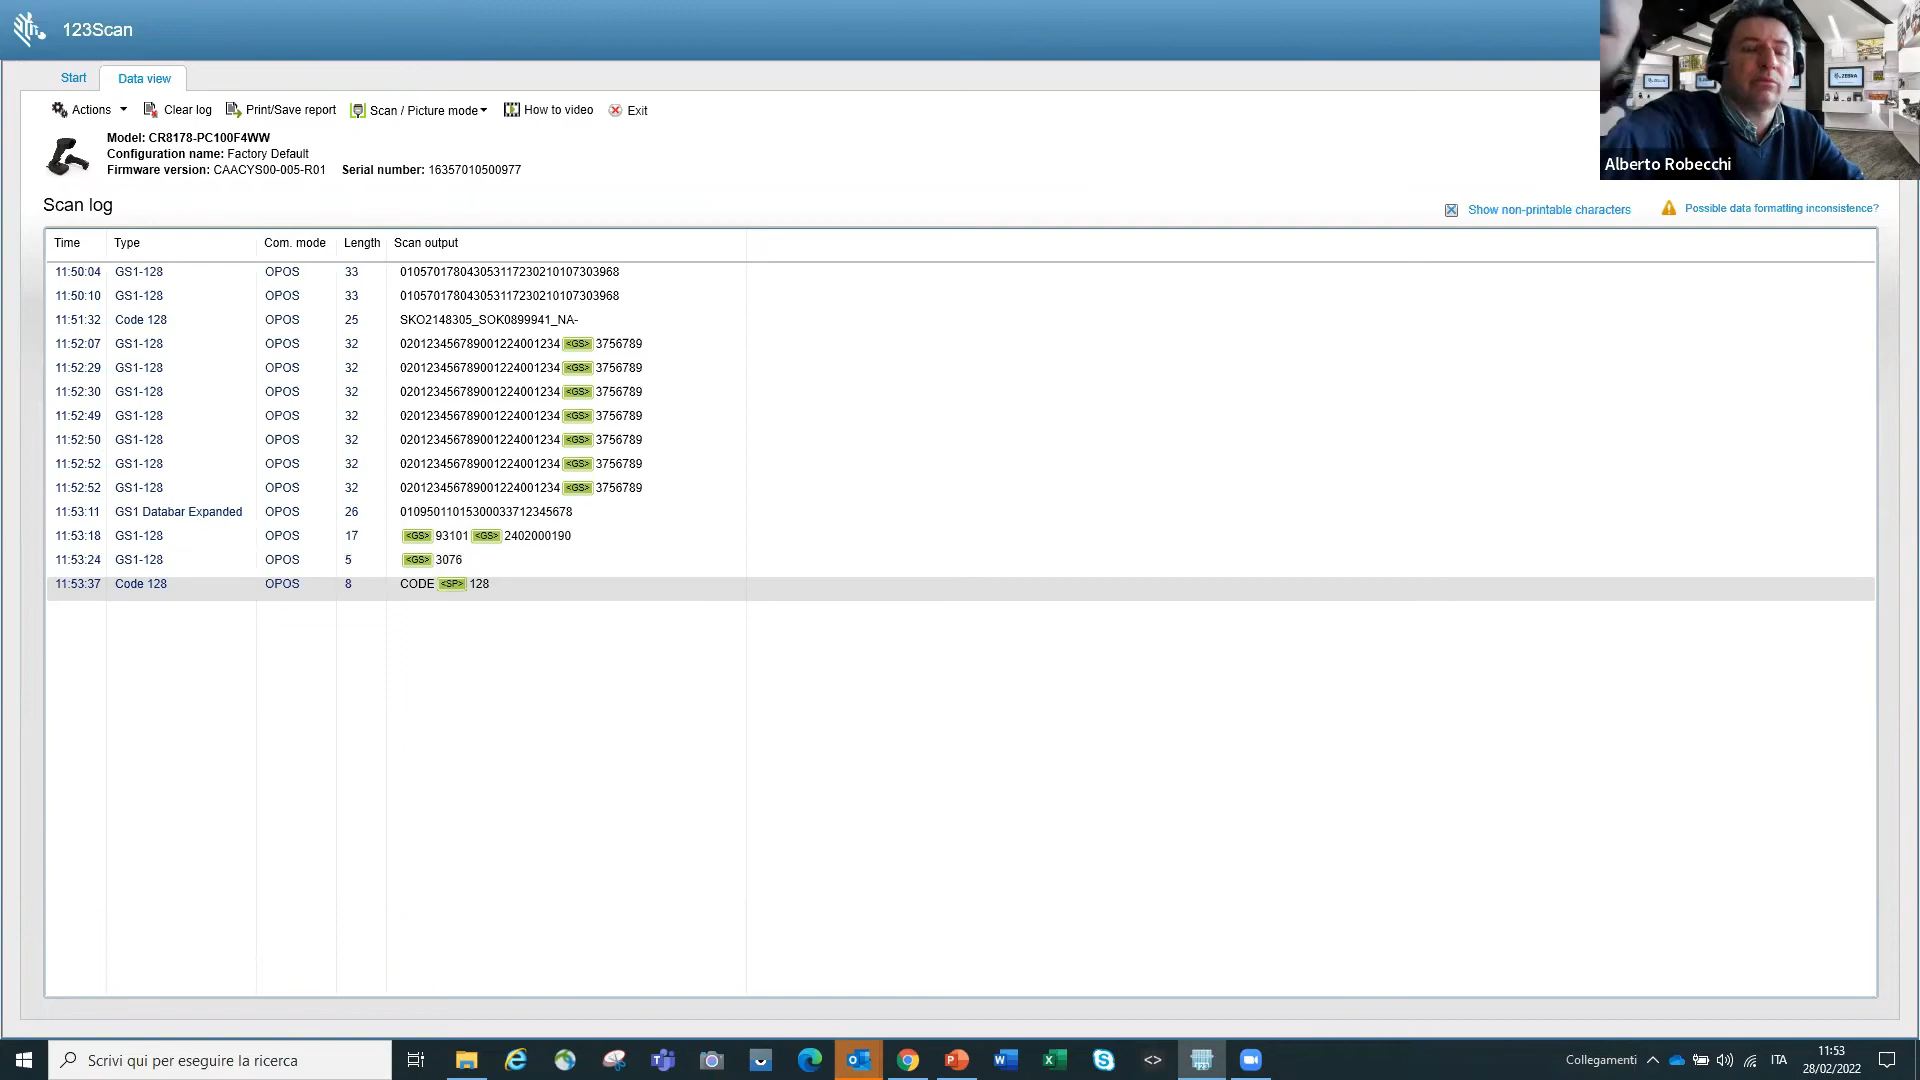 123Scan
Start Data view
Actions Clear log Print/Save report Scan / Picture mode How to video Exit
Model: CR8178-PC100F4WW
Configuration name: Factory Default
Firmware version: CAACYS00-005-R01 Serial number: 16357010500977
Alberto Robecchi
Scan log
Show non-printable characters Possible data formatting inconsistence?
Time Type Com. mode Length Scan output
11:50:04 GS1-128 OPOS 33 010570178043053117230210107303968
11:50:10 GS1-128 OPOS 33 010570178043053117230210107303968
11:51:32 Code 128 OPOS 25 SKO2148305_SOK0899941_NA-
11:52:07 GS1-128 OPOS 32 020123456789001224001234 <GS> 3756789
11:52:29 GS1-128 OPOS 32 020123456789001224001234 <GS> 3756789
11:52:30 GS1-128 OPOS 32 020123456789001224001234 <GS> 3756789
11:52:49 GS1-128 OPOS 32 020123456789001224001234 <GS> 3756789
11:52:50 GS1-128 OPOS 32 020123456789001224001234 <GS> 3756789
11:52:52 GS1-128 OPOS 32 020123456789001224001234 <GS> 3756789
11:52:52 GS1-128 OPOS 32 020123456789001224001234 <GS> 3756789
11:53:11 GS1 Databar Expanded OPOS 26 01095011015300033712345678
11:53:18 GS1-128 OPOS 17 <GS> 93101 <GS> 2402000190
11:53:24 GS1-128 OPOS 5 <GS> 3076
11:53:37 Code 128 OPOS 8 CODE <SP> 128
Scrivi qui per eseguire la ricerca
Collegamenti ITA 11:53
28/02/2022